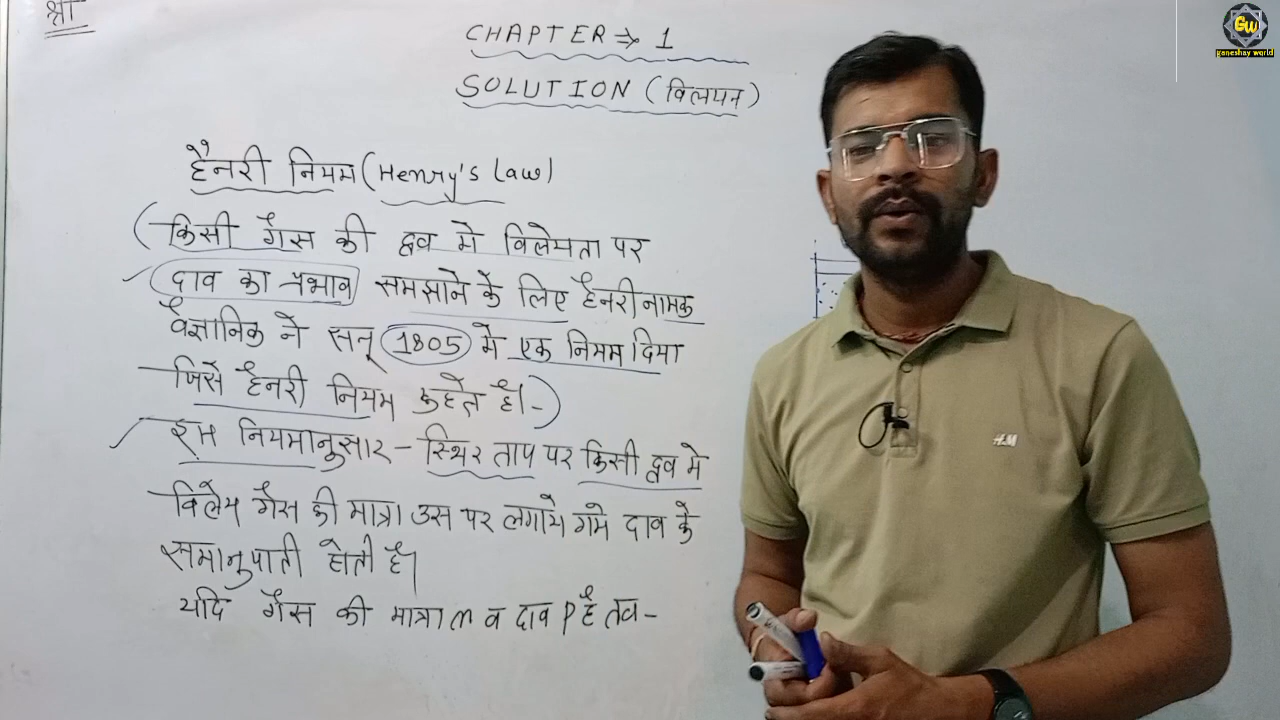 श्री
CHAPTER ⇒ 1
SOLUTION (विलयन)
हैनरी नियम (Henry's Law)
(किसी गैस की द्रव में विलेयता पर
दाव का प्रभाव समझाने के लिए हैनरी नामक
वैज्ञानिक ने सन् 1805 में एक नियम दिया
जिसे हैनरी नियम कहते है।-)
इस नियमानुसार - स्थिर ताप पर किसी द्रव में
विलेय गैस की मात्रा उस पर लगाये गये दाव के
समानुपाती होती है।
यदि गैस की मात्रा m व दाव P है तब-
GW
ganeshay world
H&M